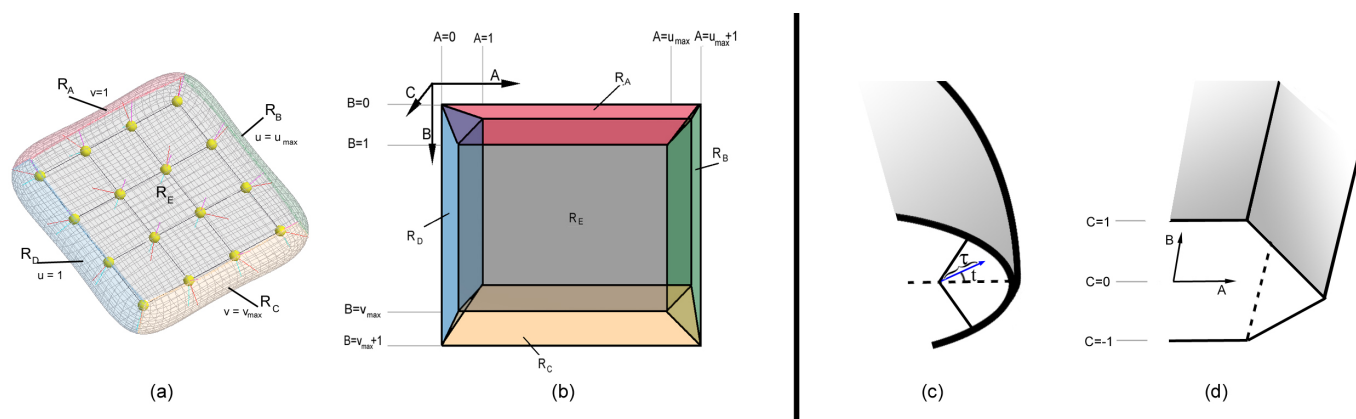 R_A
v=1
R_B
u = u_max
R_E
R_D
u = 1
R_C
v = v_max
(a)
A=0
A=1
A=u_max
A=u_max+1
R_A
A
C
B
B=0
B=1
R_B
R_E
R_D
B=v_max
B=v_max+1
R_C
(b)
τ
t
(c)
C=1
B
C=0
A
C=-1
(d)